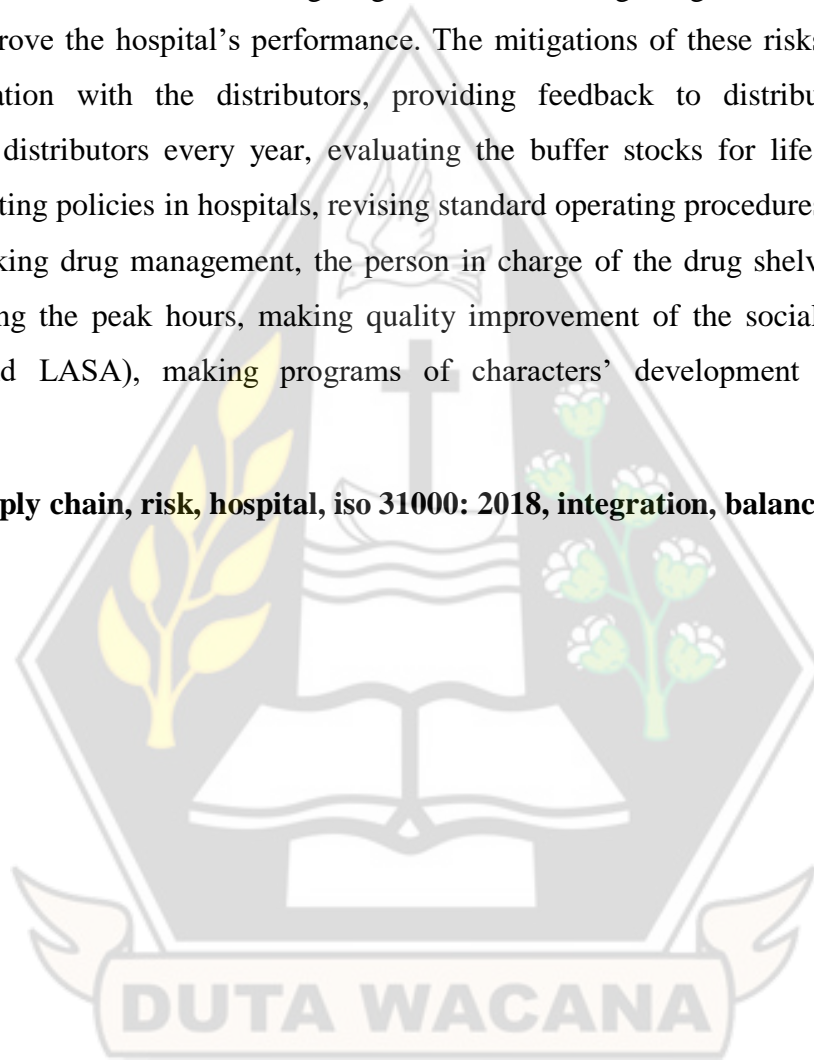 rove the hospital's performance. The mitigations of these risks
ation with the distributors, providing feedback to distribu
distributors every year, evaluating the buffer stocks for life
ting policies in hospitals, revising standard operating procedures
king drug management, the person in charge of the drug shelv
ng the peak hours, making quality improvement of the social
d LASA), making programs of characters' development
ply chain, risk, hospital, iso 31000: 2018, integration, balanc
DUTA WACANA